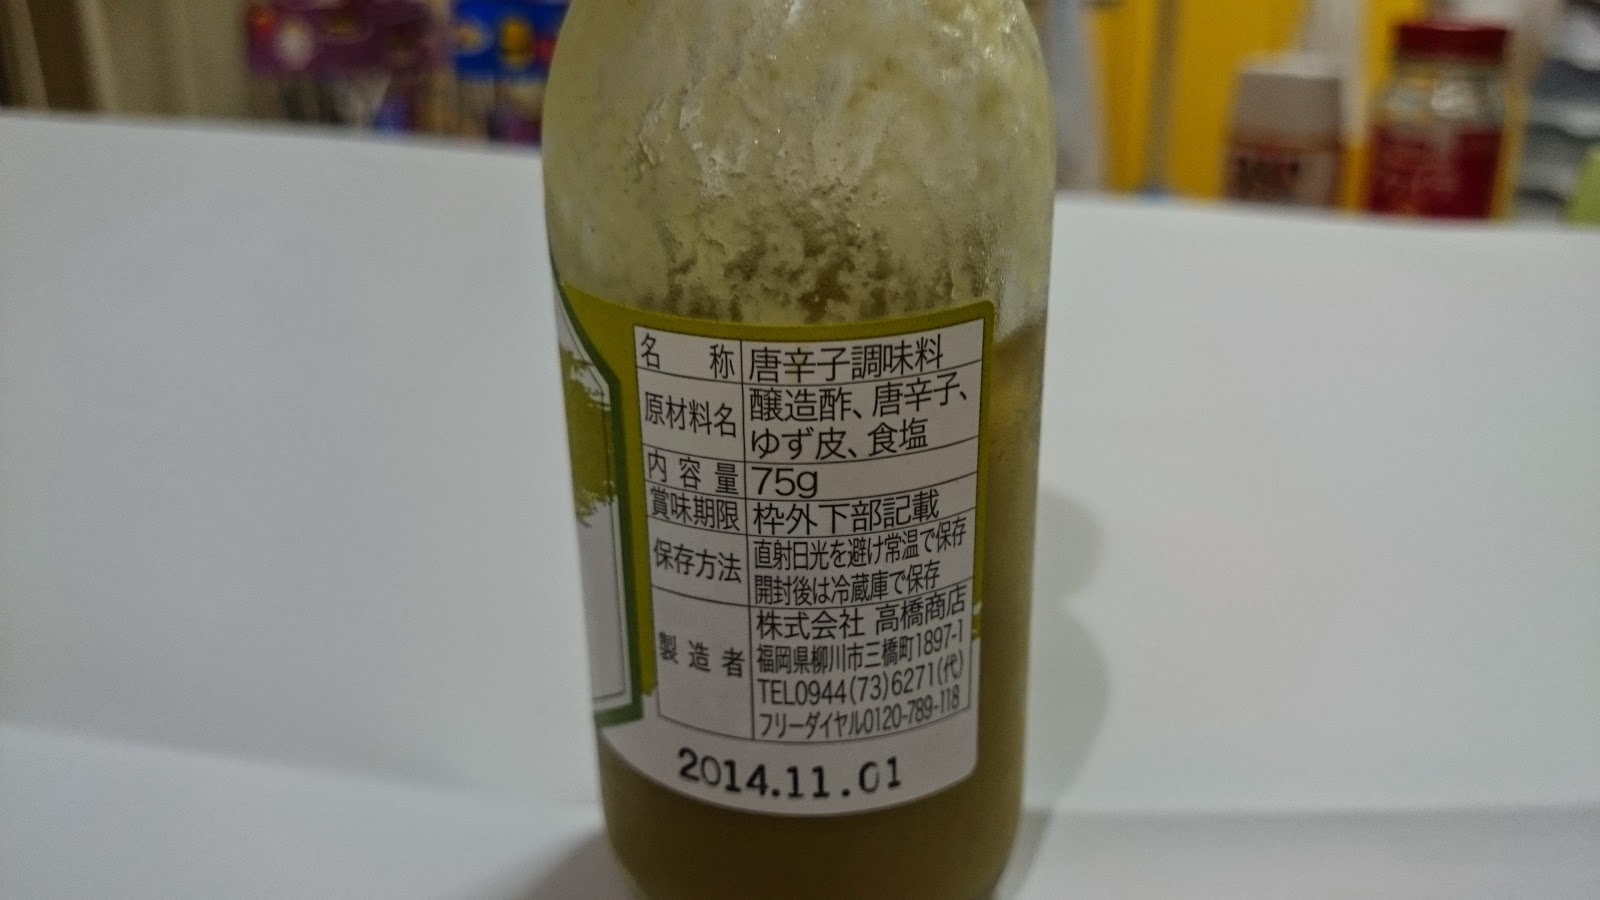 名 称 唐辛子調味料
原材料名 醸造酢、唐辛子、
ゆず皮、食塩
内容量 75g
賞味期限 枠外下部記載
保存方法 直射日光を避け常温で保存
開封後は冷蔵庫で保存
製造者 株式会社 高橋商店
福岡県柳川市三橋町1897-1
TEL0944(73)6271(代)
フリーダイヤル0120-789-118
2014.11.01